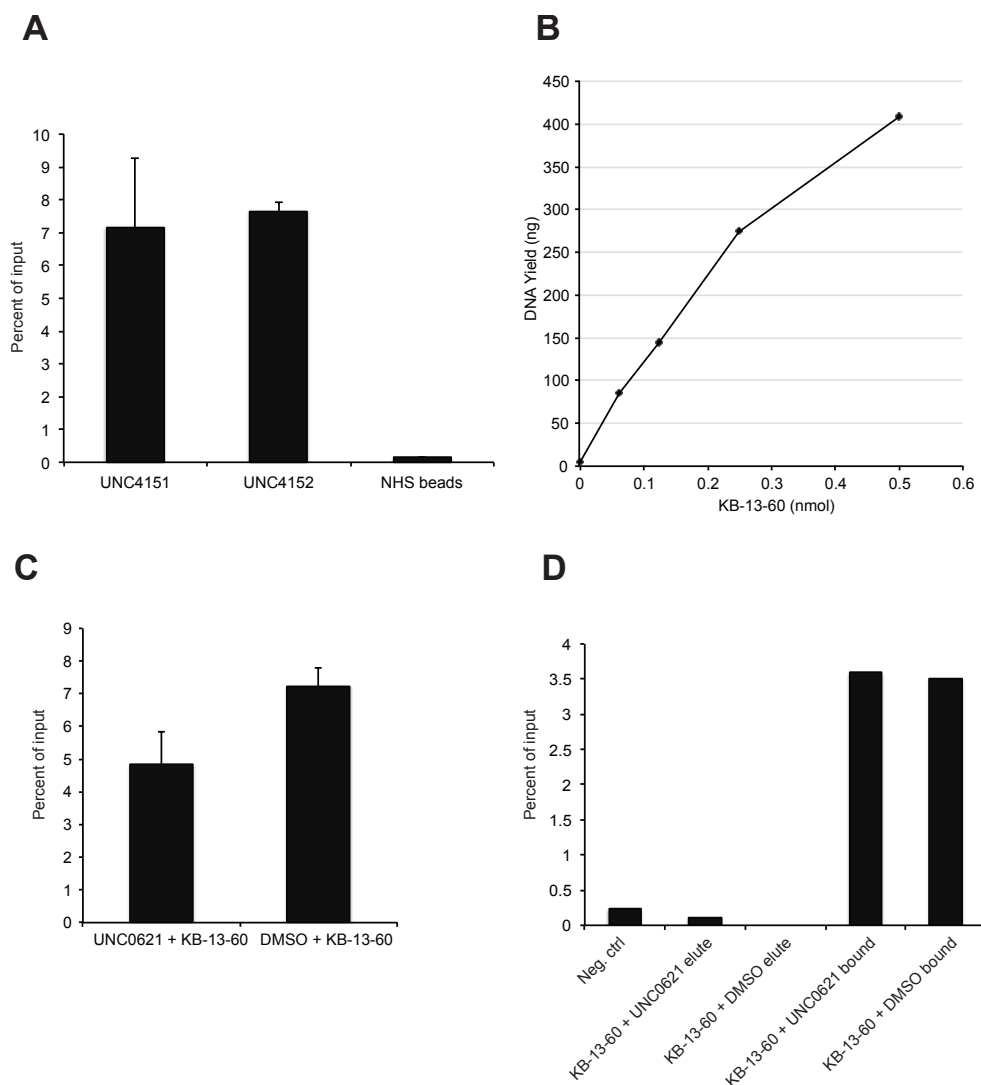 A
Percent of input
10
9
8
7
6
5
4
3
2
1
0
UNC4151
UNC4152
NHS beads
B
DNA Yield (ng)
450
400
350
300
250
200
150
100
50
0
0
0.1
0.2
0.3
0.4
0.5
0.6
KB-13-60 (nmol)
C
Percent of input
9
8
7
6
5
4
3
2
1
0
UNC0621 + KB-13-60
DMSO + KB-13-60
D
Percent of input
4
3.5
3
2.5
2
1.5
1
0.5
0
Neg. ctrl
KB-13-60 + UNC0621 elute
KB-13-60 + DMSO elute
KB-13-60 + UNC0621 bound
KB-13-60 + DMSO bound